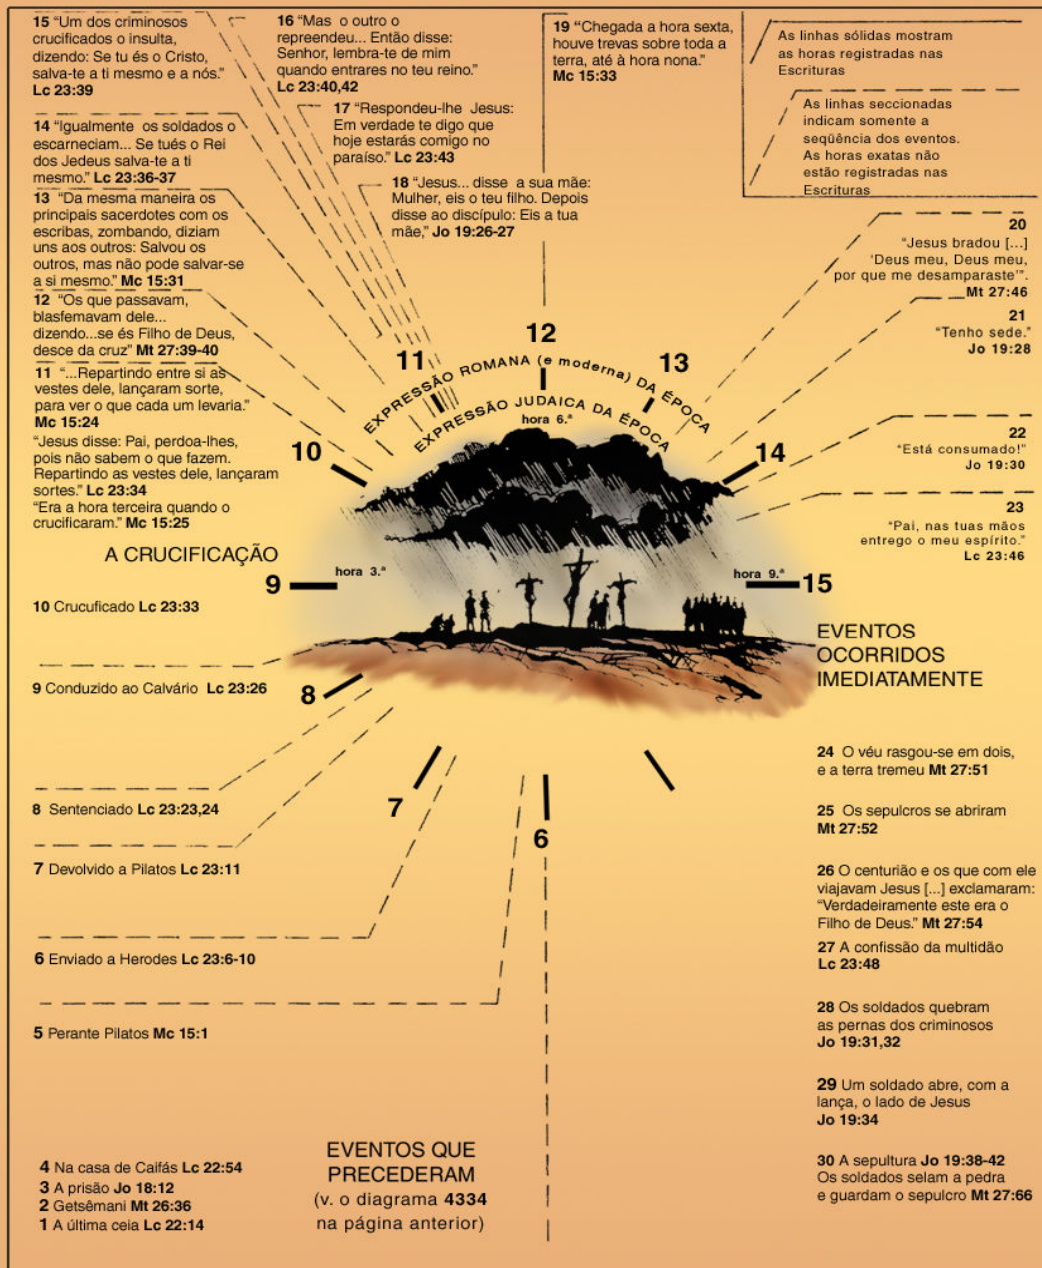 15 "Um dos criminosos
crucificados o insulta,
dizendo: Se tu és o Cristo,
salva-te a ti mesmo e a nós."
Lc 23:39
16 "Mas o outro o
repreendeu... Então disse:
Senhor, lembra-te de mim
quando entrares no teu reino."
Lc 23:40,42
17 "Respondeu-lhe Jesus:
Em verdade te digo que
hoje estarás comigo no
paraíso." Lc 23:43
18 "Jesus... disse a sua mãe:
Mulher, eis o teu filho. Depois
disse ao discípulo: Eis a tua
mãe," Jo 19:26-27
19 "Chegada a hora sexta,
houve trevas sobre toda a
terra, até à hora nona."
Mc 15:33
As linhas sólidas mostram
as horas registradas nas
Escrituras
As linhas seccionadas
indicam somente a
seqüência dos eventos.
As horas exatas não
estão registradas nas
Escrituras
14 "Igualmente os soldados o
escarneciam... Se tués o Rei
dos Jedeus salva-te a ti
mesmo." Lc 23:36-37
13 "Da mesma maneira os
principais sacerdotes com os
escribas, zombando, diziam
uns aos outros: Salvou os
outros, mas não pode salvar-se
a si mesmo." Mc 15:31
12 "Os que passavam,
blasfemavam dele...
dizendo...se és Filho de Deus,
desce da cruz" Mt 27:39-40
11 "...Repartindo entre si as
vestes dele, lançaram sorte,
para ver o que cada um levaria."
Mc 15:24
"Jesus disse: Pai, perdoa-lhes,
pois não sabem o que fazem.
Repartindo as vestes dele, lançaram
sortes." Lc 23:34
"Era a hora terceira quando o
crucificaram." Mc 15:25
A CRUCIFICAÇÃO
10 Crucuficado Lc 23:33
9 Conduzido ao Calvário Lc 23:26
8 Sentenciado Lc 23:23,24
7 Devolvido a Pilatos Lc 23:11
6 Enviado a Herodes Lc 23:6-10
5 Perante Pilatos Mc 15:1
4 Na casa de Caifás Lc 22:54
3 A prisão Jo 18:12
2 Getsêmani Mt 26:36
1 A última ceia Lc 22:14
EVENTOS QUE
PRECEDERAM
(v. o diagrama 4334
na página anterior)
6
7
8
9
10
11
12
13
14
15
EXPRESSÃO ROMANA (e moderna) DA ÉPOCA
EXPRESSÃO JUDAICA DA ÉPOCA
hora 6.ª
hora 3.ª
hora 9.ª
20
"Jesus bradou [...]
'Deus meu, Deus meu,
por que me desamparaste'".
Mt 27:46
21
"Tenho sede."
Jo 19:28
22
"Está consumado!"
Jo 19:30
23
"Pai, nas tuas mãos
entrego o meu espírito."
Lc 23:46
EVENTOS
OCORRIDOS
IMEDIATAMENTE
24 O véu rasgou-se em dois,
e a terra tremeu Mt 27:51
25 Os sepulcros se abriram
Mt 27:52
26 O centurião e os que com ele
viajavam Jesus [...] exclamaram:
"Verdadeiramente este era o
Filho de Deus." Mt 27:54
27 A confissão da multidão
Lc 23:48
28 Os soldados quebram
as pernas dos criminosos
Jo 19:31,32
29 Um soldado abre, com a
lança, o lado de Jesus
Jo 19:34
30 A sepultura Jo 19:38-42
Os soldados selam a pedra
e guardam o sepulcro Mt 27:66